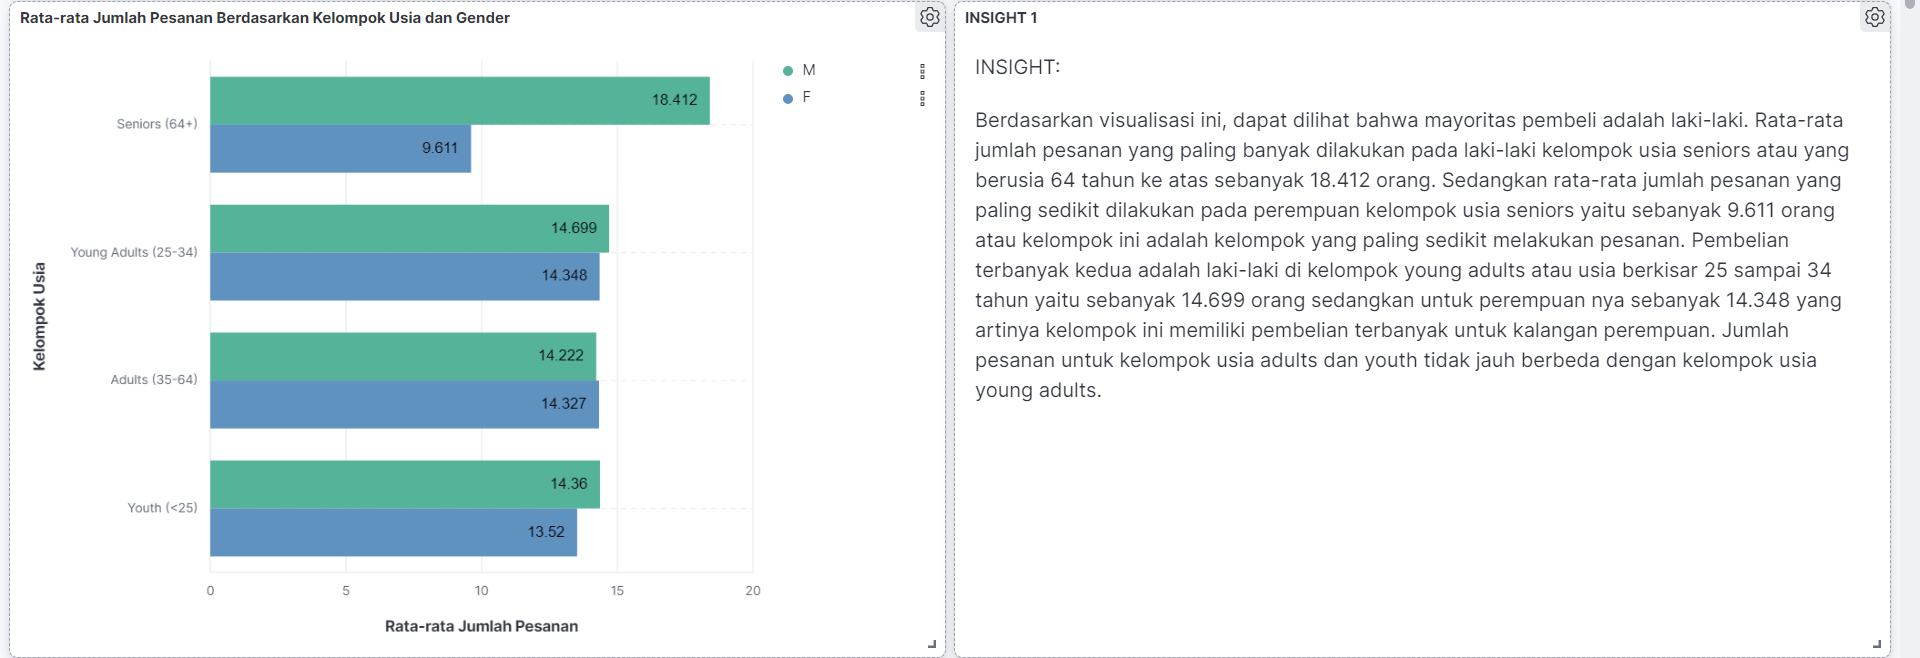 Rata-rata Jumlah Pesanan Berdasarkan Kelompok Usia dan Gender
M
F
Kelompok Usia
Seniors (64+)
18.412
9.611
Young Adults (25-34)
14.699
14.348
Adults (35-64)
14.222
14.327
Youth (<25)
14.36
13.52
0 5 10 15 20
Rata-rata Jumlah Pesanan
INSIGHT 1
INSIGHT:
Berdasarkan visualisasi ini, dapat dilihat bahwa mayoritas pembeli adalah laki-laki. Rata-rata
jumlah pesanan yang paling banyak dilakukan pada laki-laki kelompok usia seniors atau yang
berusia 64 tahun ke atas sebanyak 18.412 orang. Sedangkan rata-rata jumlah pesanan yang
paling sedikit dilakukan pada perempuan kelompok usia seniors yaitu sebanyak 9.611 orang
atau kelompok ini adalah kelompok yang paling sedikit melakukan pesanan. Pembelian
terbanyak kedua adalah laki-laki di kelompok young adults atau usia berkisar 25 sampai 34
tahun yaitu sebanyak 14.699 orang sedangkan untuk perempuan nya sebanyak 14.348 yang
artinya kelompok ini memiliki pembelian terbanyak untuk kalangan perempuan. Jumlah
pesanan untuk kelompok usia adults dan youth tidak jauh berbeda dengan kelompok usia
young adults.